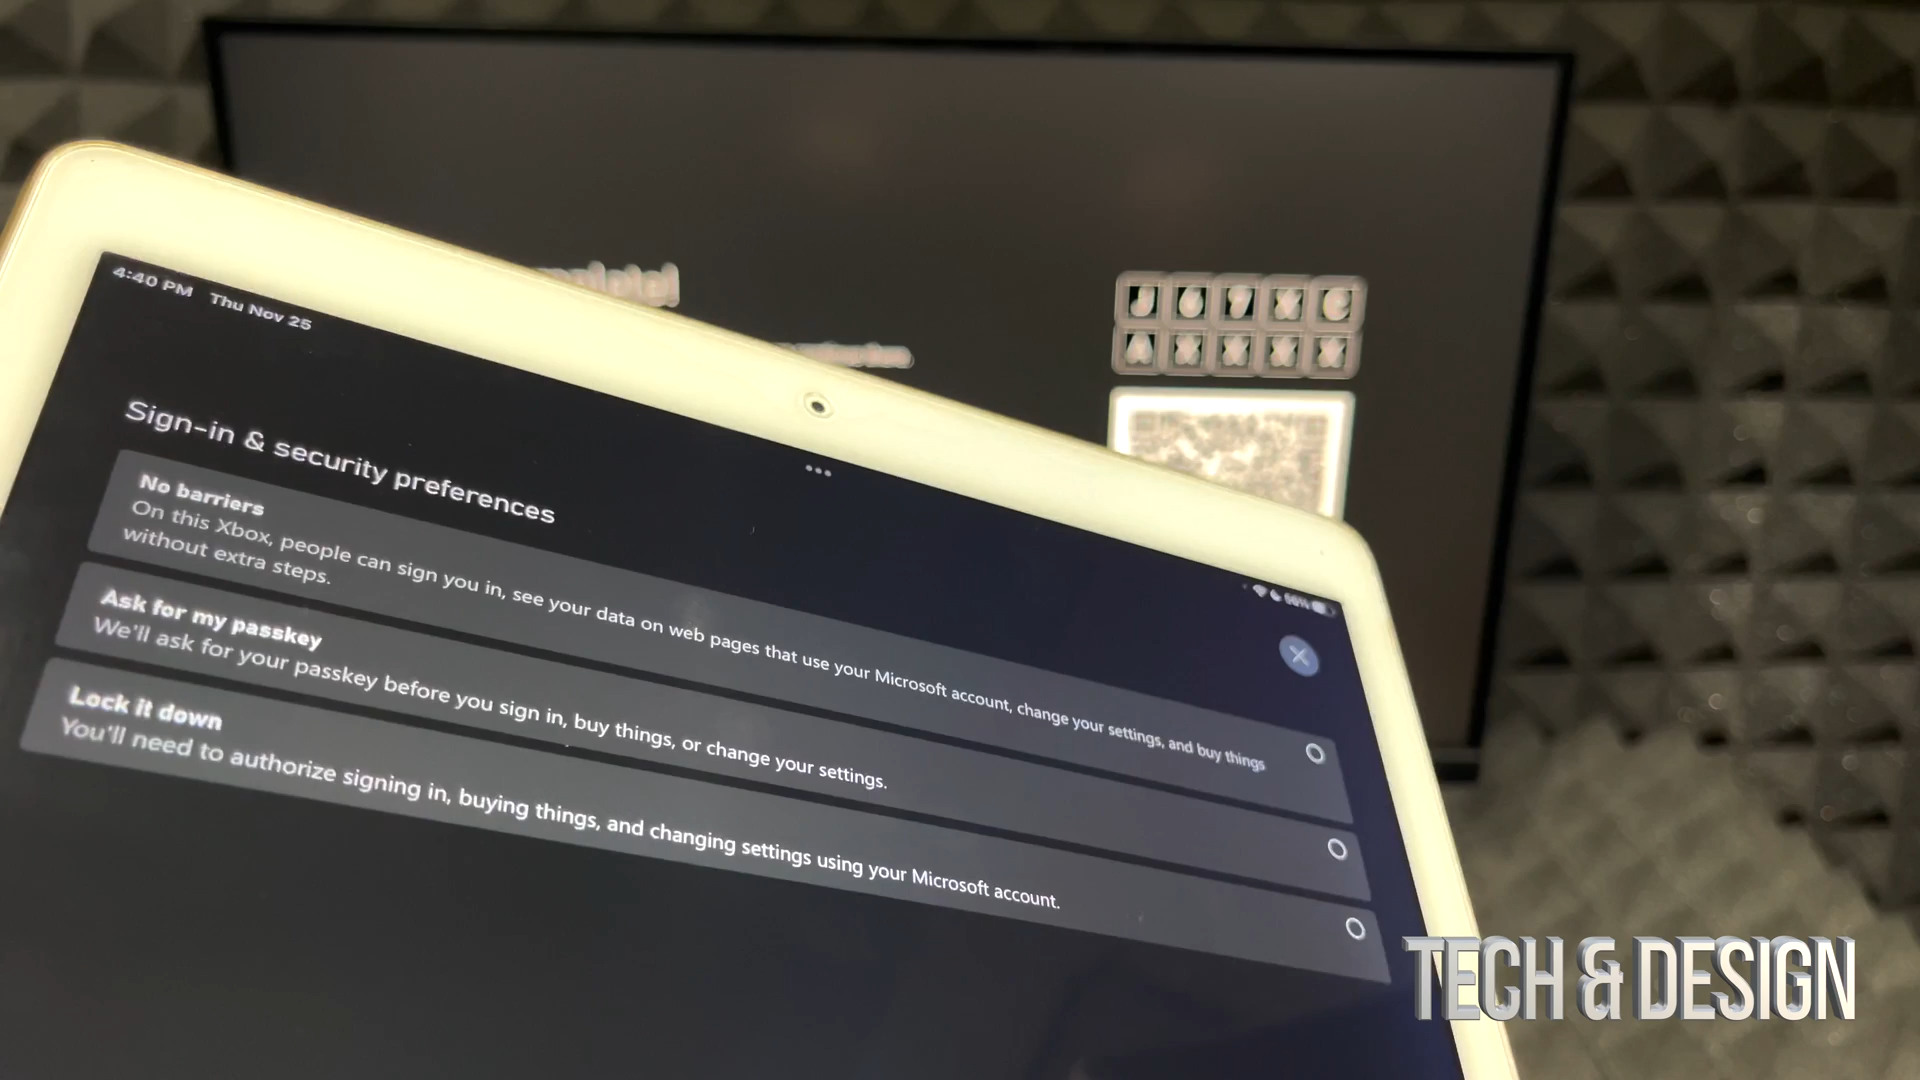 4:40 PM Thu Nov 25
Sign-in & security preferences
No barriers
On this Xbox, people can sign you in, see your data on web pages that use your Microsoft account, change your settings, and buy things
without extra steps.
Ask for my passkey
We'll ask for your passkey before you sign in, buy things, or change your settings.
Lock it down
You'll need to authorize signing in, buying things, and changing settings using your Microsoft account.
TECH & DESIGN